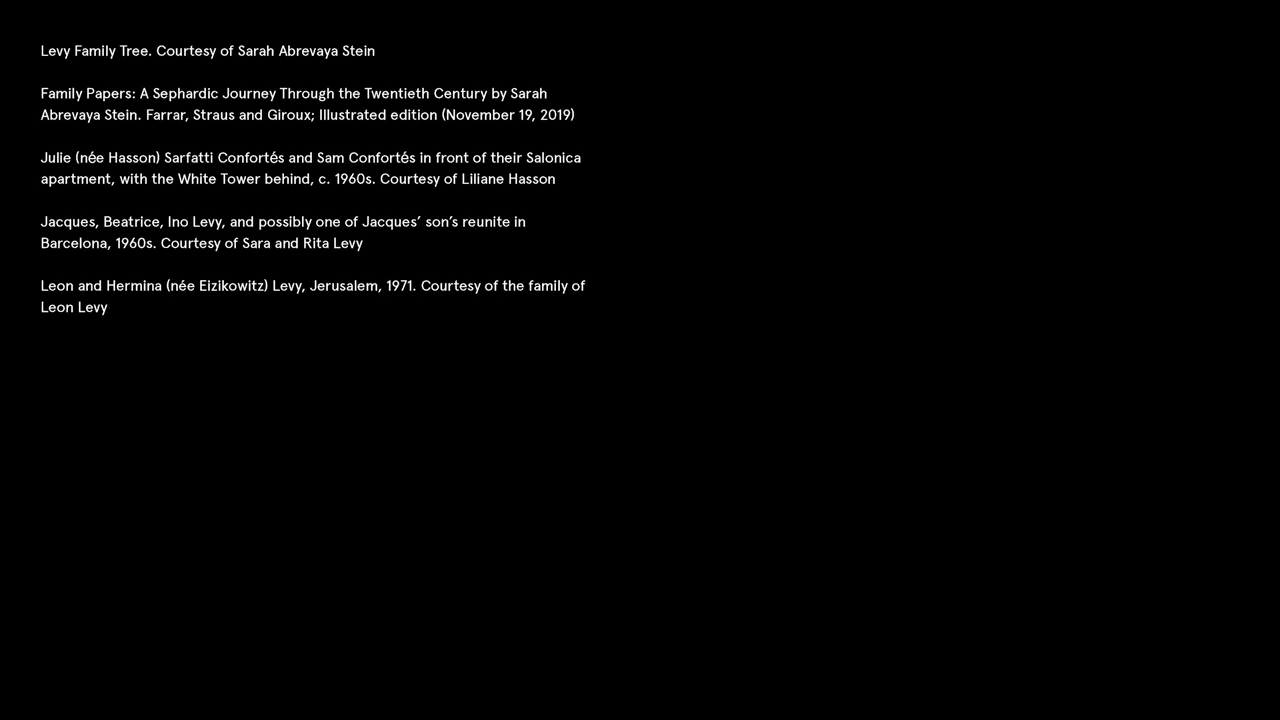 Levy Family Tree. Courtesy of Sarah Abrevaya Stein
Family Papers: A Sephardic Journey Through the Twentieth Century by Sarah
Abrevaya Stein. Farrar, Straus and Giroux; Illustrated edition (November 19, 2019)
Julie (née Hasson) Sarfatti Confortés and Sam Confortés in front of their Salonica
apartment, with the White Tower behind, c. 1960s. Courtesy of Liliane Hasson
Jacques, Beatrice, Ino Levy, and possibly one of Jacques’ son’s reunite in
Barcelona, 1960s. Courtesy of Sara and Rita Levy
Leon and Hermina (née Eizikowitz) Levy, Jerusalem, 1971. Courtesy of the family of
Leon Levy